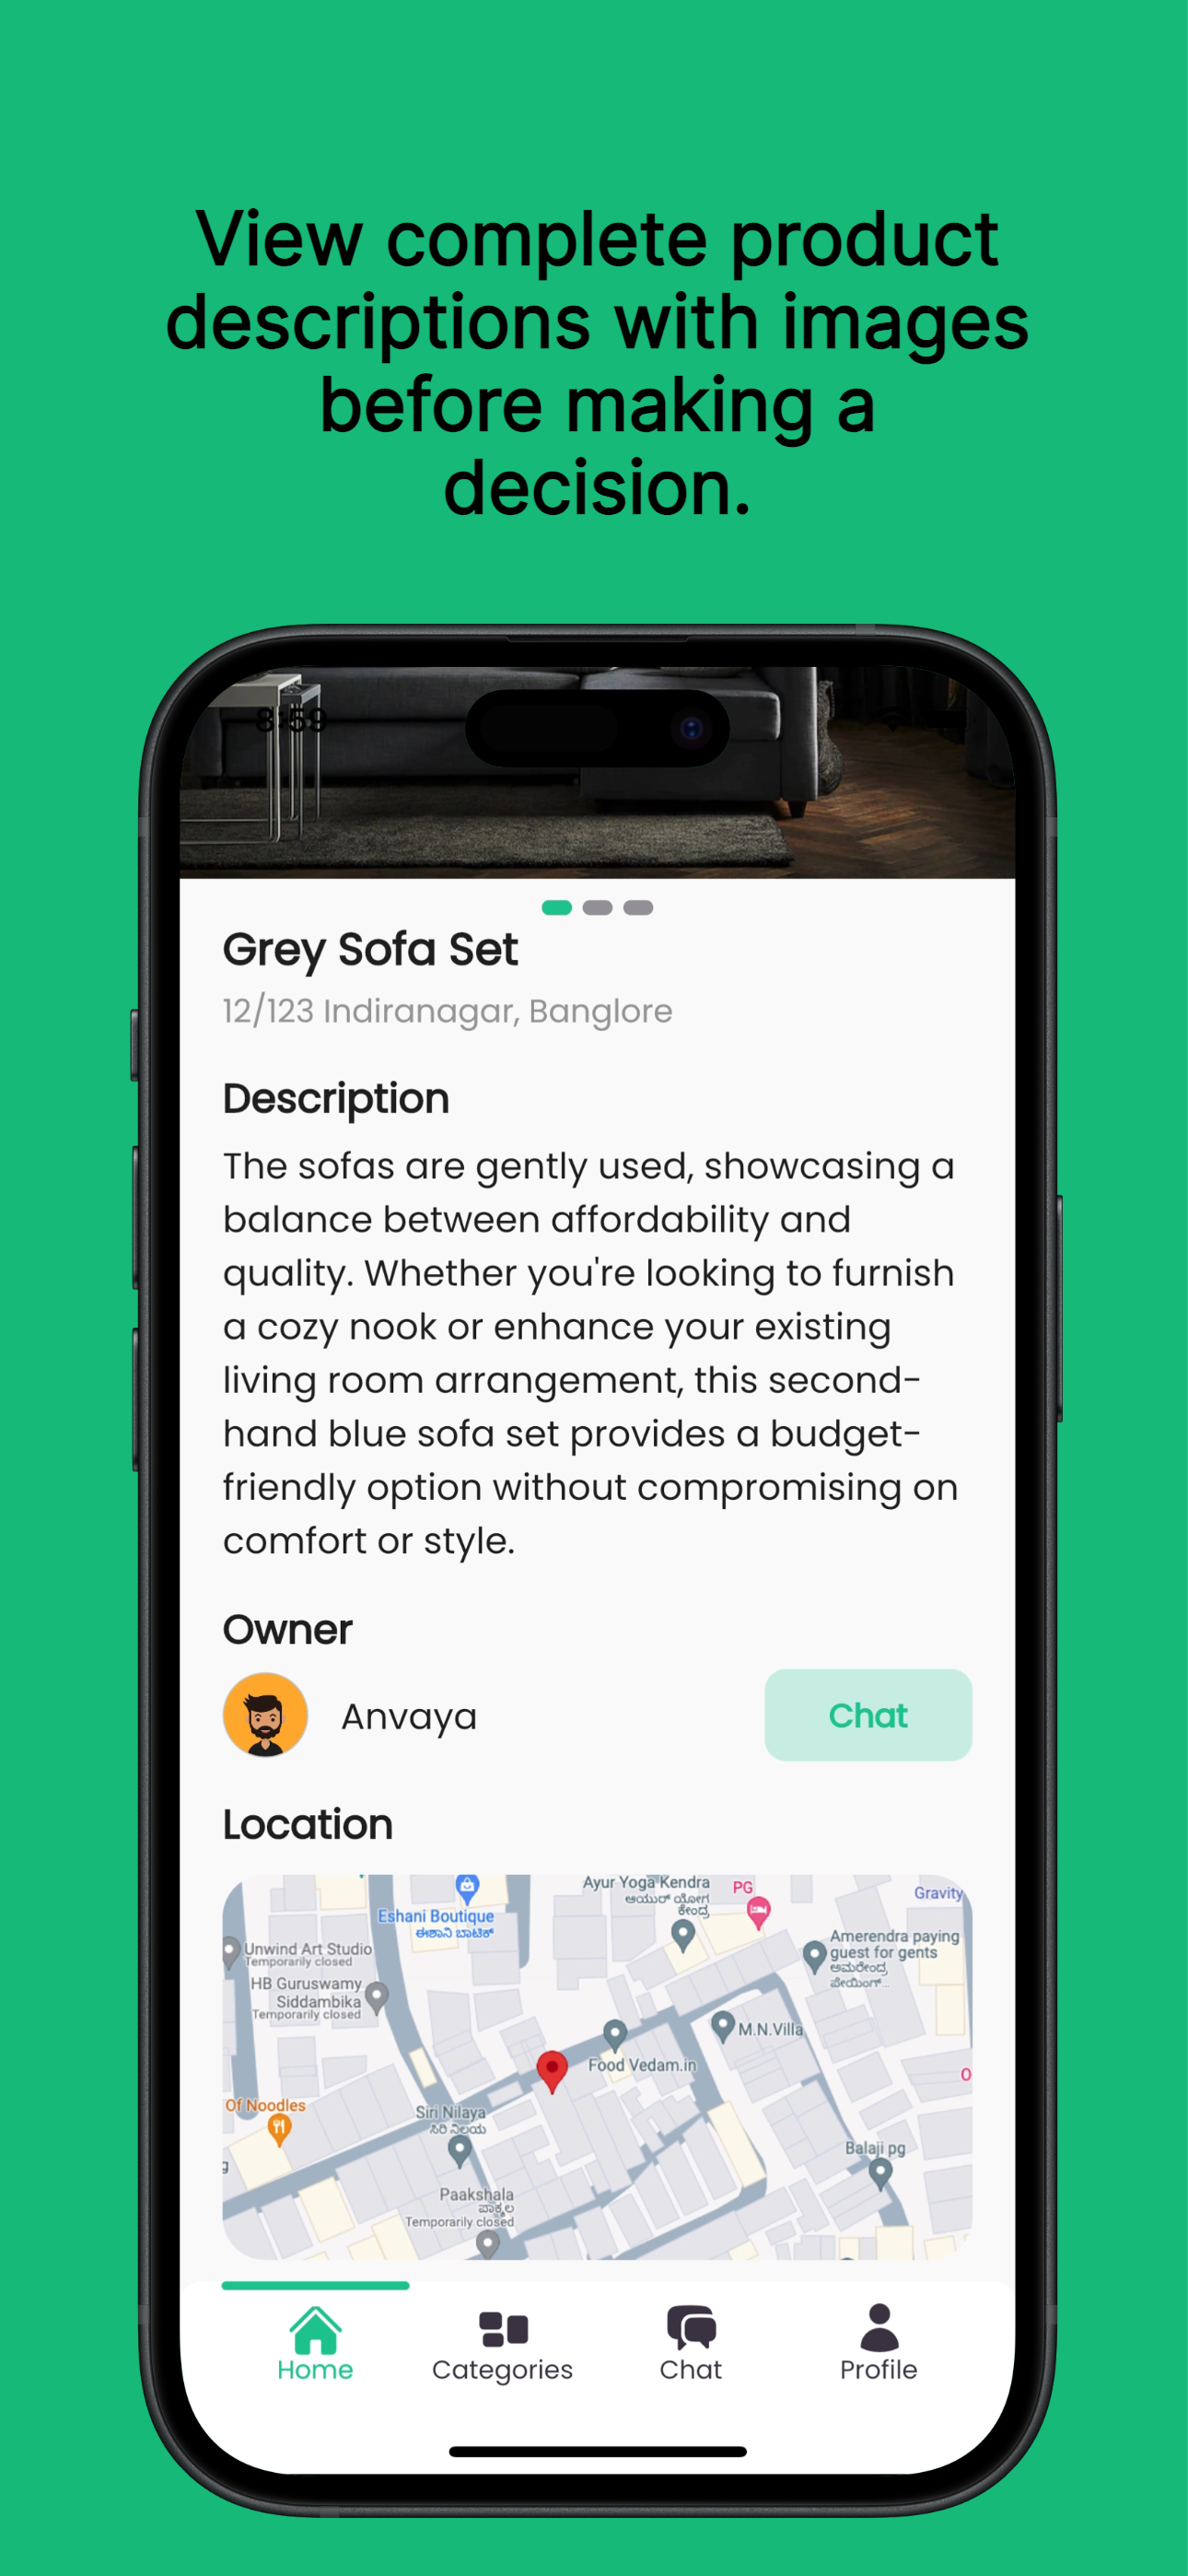 View complete product
descriptions with images
before making a
decision.
8:59
Grey Sofa Set
12/123 Indiranagar, Banglore
Description
The sofas are gently used, showcasing a
balance between affordability and
quality. Whether you're looking to furnish
a cozy nook or enhance your existing
living room arrangement, this second-
hand blue sofa set provides a budget-
friendly option without compromising on
comfort or style.
Owner
Anvaya
Chat
Location
Ayur Yoga Kendra
ಆಯುರ್ ಯೋಗ
ಕೇಂದ್ರ
PG
Gravity
Eshani Boutique
ಈಶಾನಿ ಬಾಟಿಕ್
Unwind Art Studio
Temporarily closed
Amerendra paying
guest for gents
ಅಮರೇಂದ್ರ
ಪೇಯಿಂಗ್...
HB Guruswamy
Siddambika
Temporarily closed
M.N.Villa
Food Vedam.in
O
Of Noodles
Siri Nilaya
ಸಿರಿ ನಿಲಯ
Balaji pg
g
Paakshala
Temporarily closed
Home
Categories
Chat
Profile